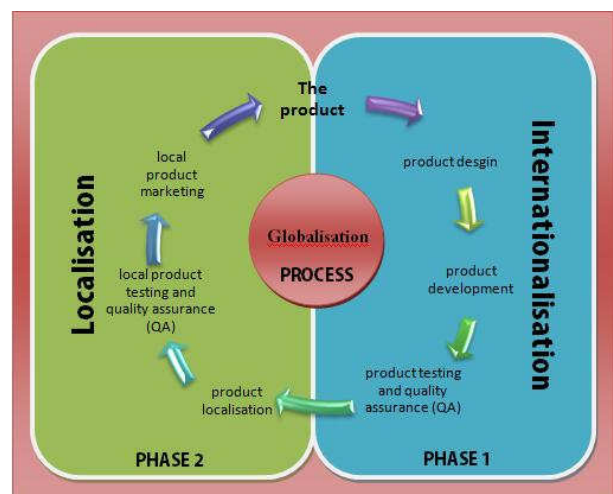 The
product
product desgin
product
development
product testing
and quality
assurance (QA)
Internationalisation
PHASE 1
product
localisation
local product
testing and
quality assurance
(QA)
local
product
marketing
Localisation
PHASE 2
Globalisation
PROCESS